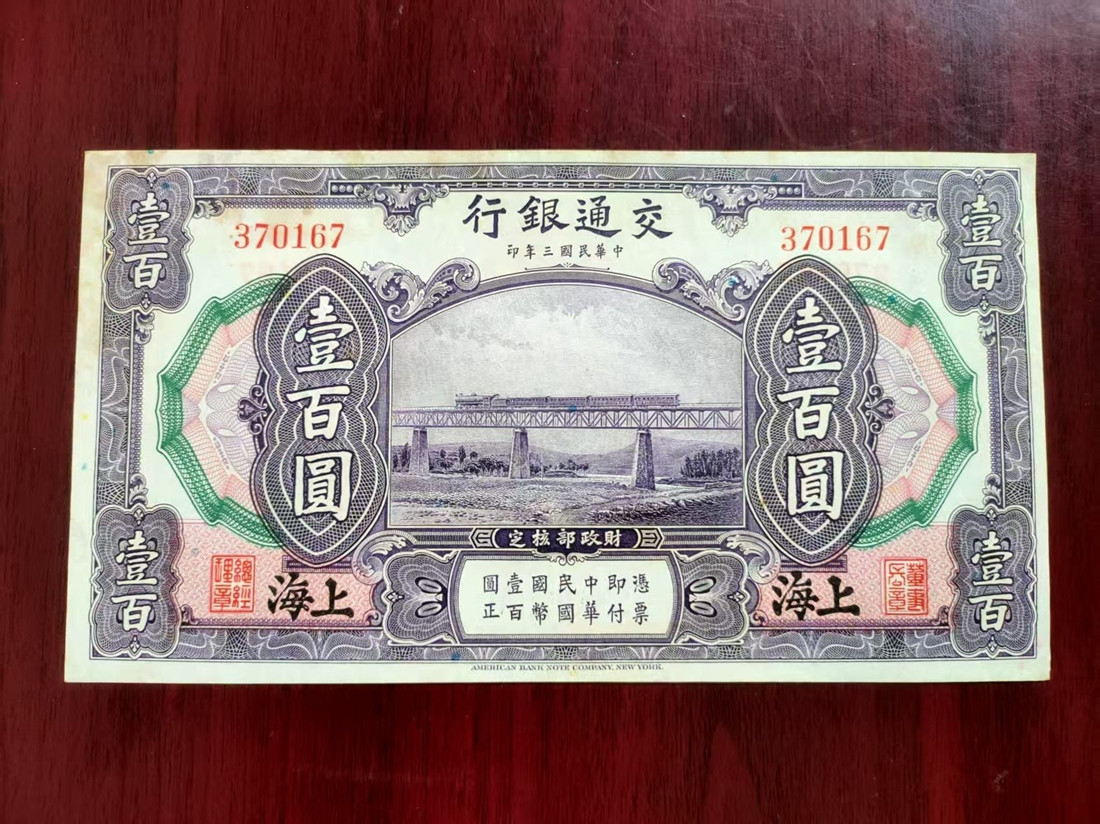 壹百
壹百
交通銀行
中華民國三年印
370167
370167
壹百圓
壹百圓
財政部核定
憑票即付中華民國國幣壹百圓正
董事長章
上海
上海
總經理章
壹百
壹百
AMERICAN BANK NOTE COMPANY, NEW YORK.